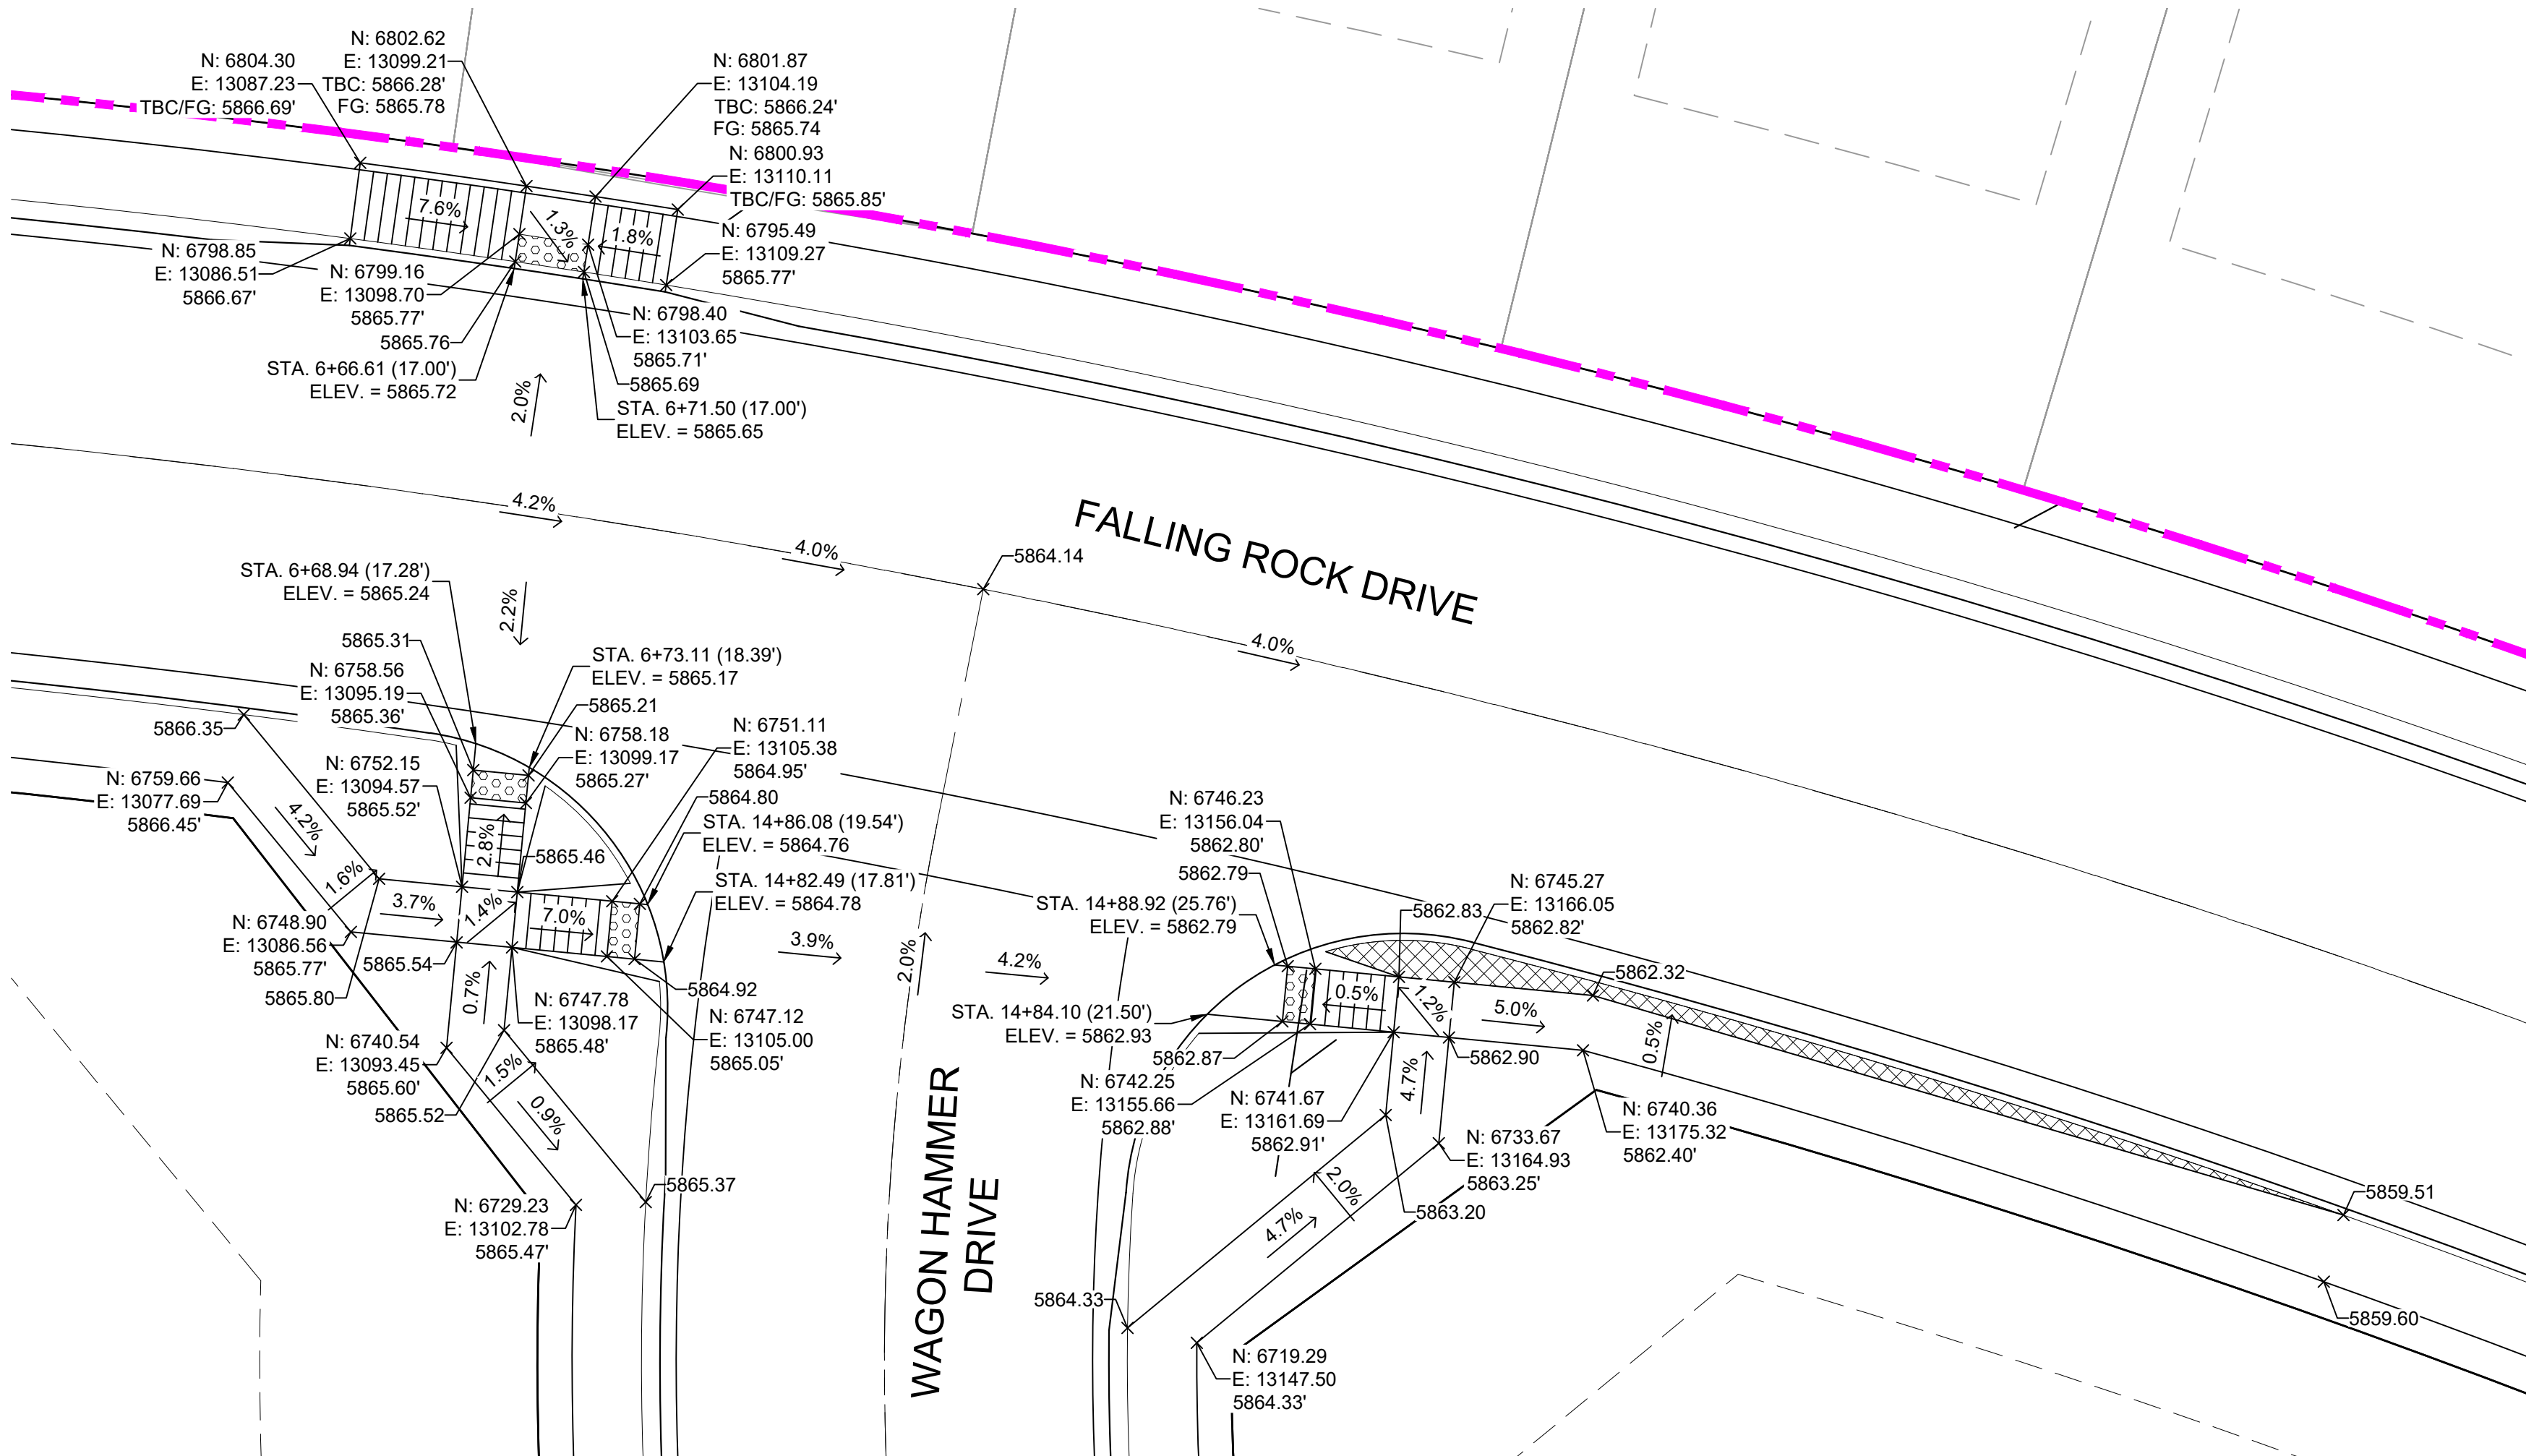 N: 6804.30
E: 13087.23
TBC/FG: 5866.69'
N: 6802.62
E: 13099.21
TBC: 5866.28'
FG: 5865.78
N: 6801.87
E: 13104.19
TBC: 5866.24'
FG: 5865.74
N: 6800.93
E: 13110.11
TBC/FG: 5865.85'
7.6%
1.3%
1.8%
N: 6795.49
E: 13109.27
5865.77'
N: 6798.85
E: 13086.51
5866.67'
N: 6799.16
E: 13098.70
5865.77'
5865.76
STA. 6+66.61 (17.00')
ELEV. = 5865.72
N: 6798.40
E: 13103.65
5865.71'
5865.69
STA. 6+71.50 (17.00')
ELEV. = 5865.65
2.0%
4.2%
4.0%
5864.14
FALLING ROCK DRIVE
4.0%
2.2%
STA. 6+68.94 (17.28')
ELEV. = 5865.24
5865.31
N: 6758.56
E: 13095.19
5865.36'
STA. 6+73.11 (18.39')
ELEV. = 5865.17
5865.21
N: 6758.18
E: 13099.17
5865.27'
N: 6751.11
E: 13105.38
5864.95'
5866.35
N: 6752.15
E: 13094.57
5865.52'
N: 6759.66
E: 13077.69
5866.45'
4.2%
1.6%
3.7%
2.8%
1.4%
7.0%
5865.46
5864.80
STA. 14+86.08 (19.54')
ELEV. = 5864.76
STA. 14+82.49 (17.81')
ELEV. = 5864.78
N: 6748.90
E: 13086.56
5865.77'
5865.80
5865.54
0.7%
N: 6747.78
E: 13098.17
5865.48'
5864.92
N: 6747.12
E: 13105.00
5865.05'
N: 6740.54
E: 13093.45
5865.60'
5865.52
1.5%
0.9%
N: 6729.23
E: 13102.78
5865.47'
5865.37
3.9%
2.0%
4.2%
WAGON HAMMER
DRIVE
N: 6746.23
E: 13156.04
5862.80'
5862.79
STA. 14+88.92 (25.76')
ELEV. = 5862.79
STA. 14+84.10 (21.50')
ELEV. = 5862.93
5862.87
N: 6742.25
E: 13155.66
5862.88'
0.5%
1.2%
5862.83
N: 6745.27
E: 13166.05
5862.82'
5.0%
5862.32
5862.90
4.7%
0.5%
N: 6741.67
E: 13161.69
5862.91'
N: 6740.36
E: 13175.32
5862.40'
N: 6733.67
E: 13164.93
5863.25'
5863.20
2.0%
4.7%
5864.33
N: 6719.29
E: 13147.50
5864.33'
5859.51
5859.60